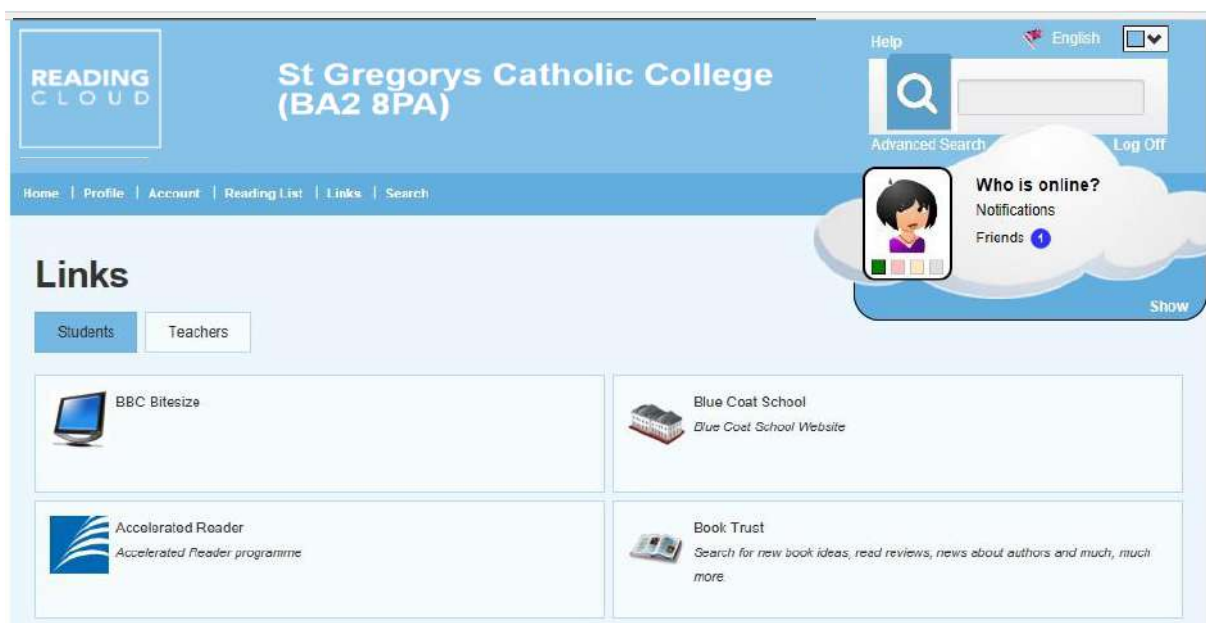 READING
CLOUD
St Gregorys Catholic College
(BA2 8PA)
Help
English
Advanced Search
Log Off
Home | Profile | Account | Reading List | Links | Search
Who is online?
Notifications
Friends 1
Show
Links
Students
Teachers
BBC Bitesize
Blue Coat School
Blue Coat School Website
Accelerated Reader
Accelerated Reader programme
Book Trust
Search for new book ideas, read reviews, news about authors and much, much
more.